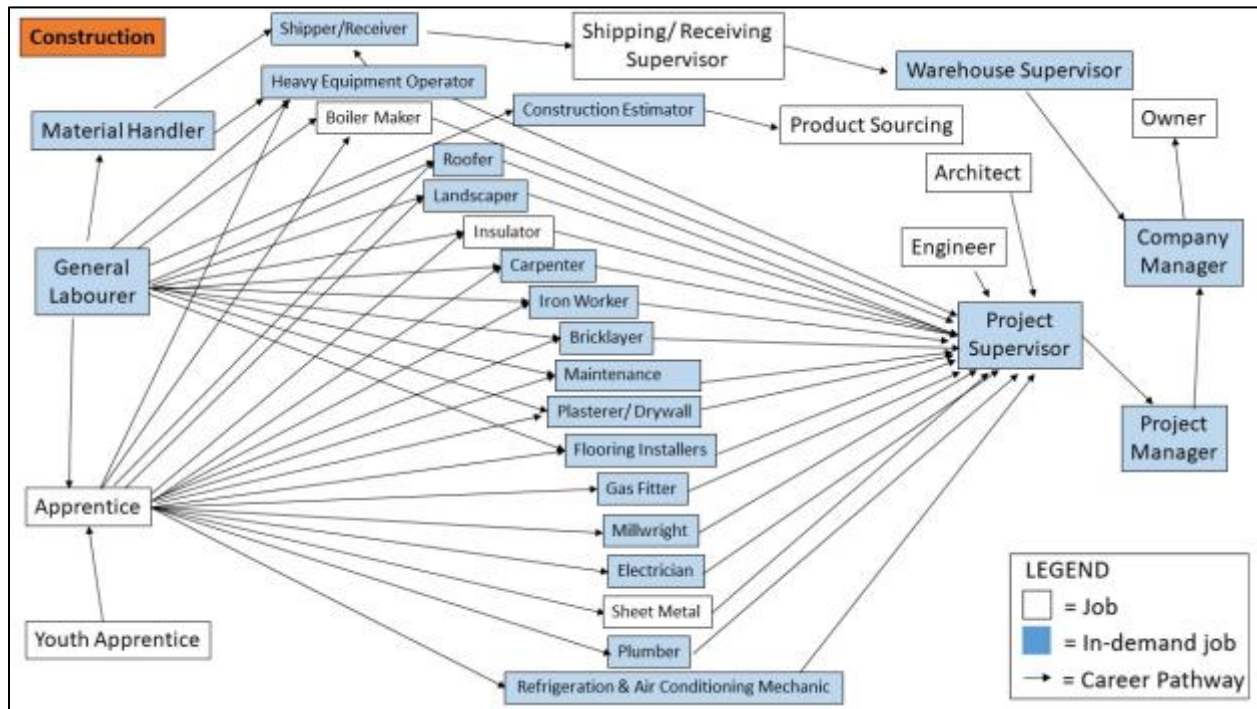 Construction
Shipper/Receiver
Shipping/ Receiving
Supervisor
Warehouse Supervisor
Heavy Equipment Operator
Construction Estimator
Product Sourcing
Owner
Material Handler
Boiler Maker
Roofer
Architect
Landscaper
Insulator
Engineer
Company
Manager
General
Labourer
Carpenter
Iron Worker
Bricklayer
Project
Supervisor
Maintenance
Plasterer/ Drywall
Project
Manager
Flooring Installers
Apprentice
Gas Fitter
Millwright
Electrician
Sheet Metal
Youth Apprentice
Plumber
Refrigeration & Air Conditioning Mechanic
LEGEND
= Job
= In-demand job
= Career Pathway